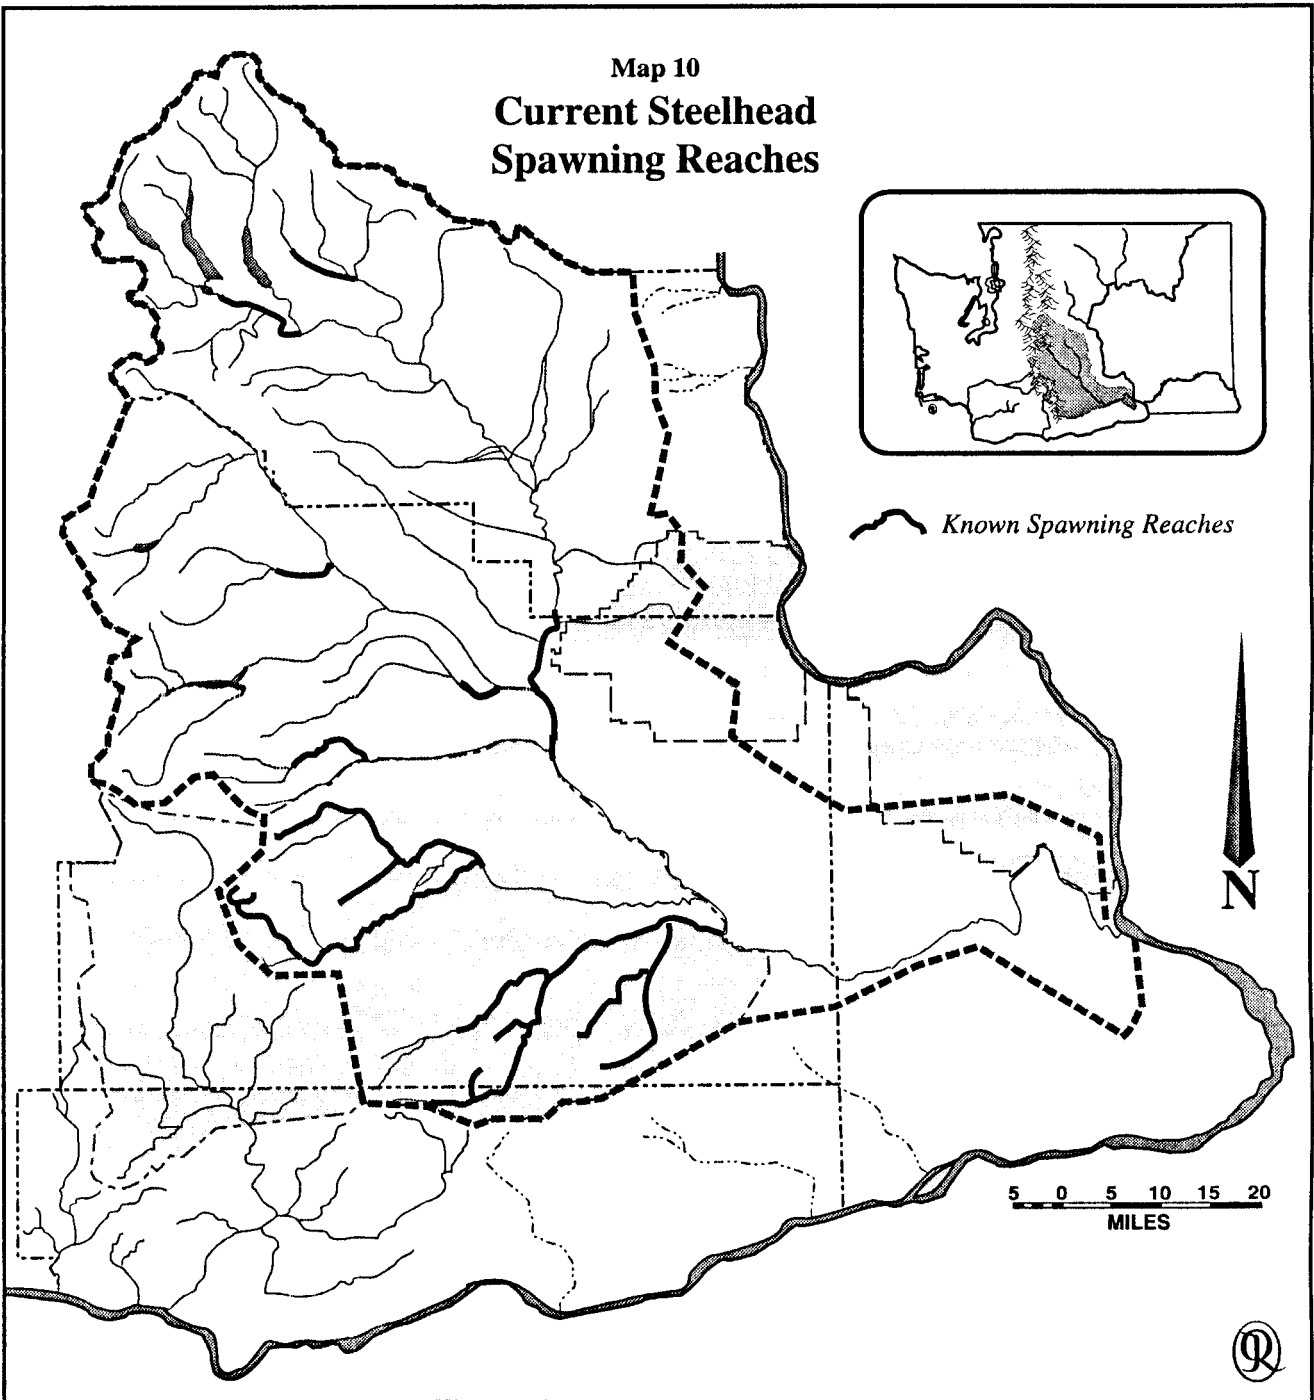 Map 10
Current Steelhead
Spawning Reaches
Known Spawning Reaches
N
5 0 5 10 15 20
MILES